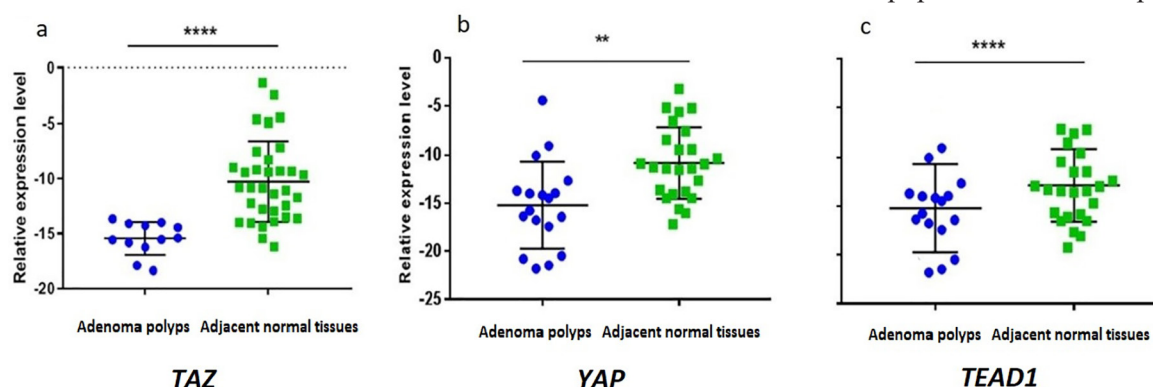 a
****
Relative expression level
0
-5
-10
-15
-20
Adenoma polyps Adjacent normal tissues
TAZ
b
**
Relative expression level
0
-5
-10
-15
-20
-25
Adenoma polyps Adjacent normal tissues
YAP
c
****
Adenoma polyps Adjacent normal tissues
TEAD1